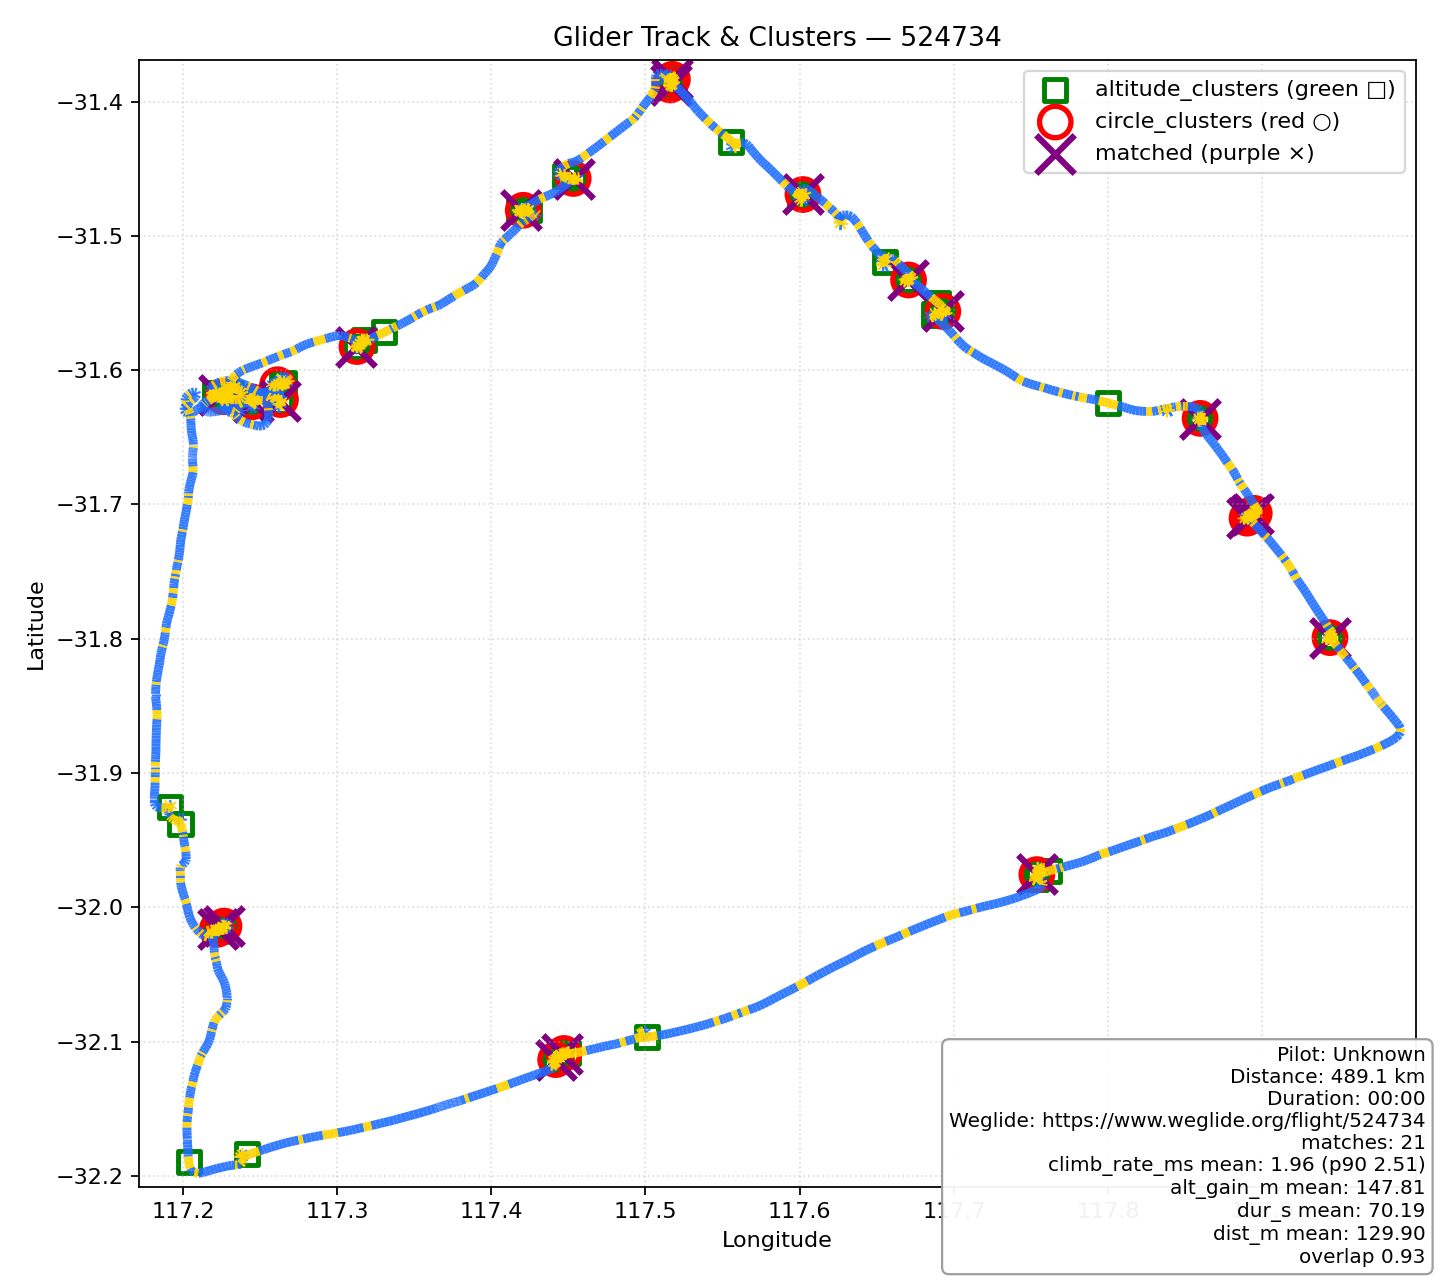 Glider Track & Clusters — 524734
altitude_clusters (green □)
circle_clusters (red ○)
matched (purple ×)
Latitude
−31.4
−31.5
−31.6
−31.7
−31.8
−31.9
−32.0
−32.1
−32.2
117.2 117.3 117.4 117.5 117.6 117.7 117.8
Longitude
Pilot: Unknown
Distance: 489.1 km
Duration: 00:00
Weglide: https://www.weglide.org/flight/524734
matches: 21
climb_rate_ms mean: 1.96 (p90 2.51)
alt_gain_m mean: 147.81
dur_s mean: 70.19
dist_m mean: 129.90
overlap 0.93